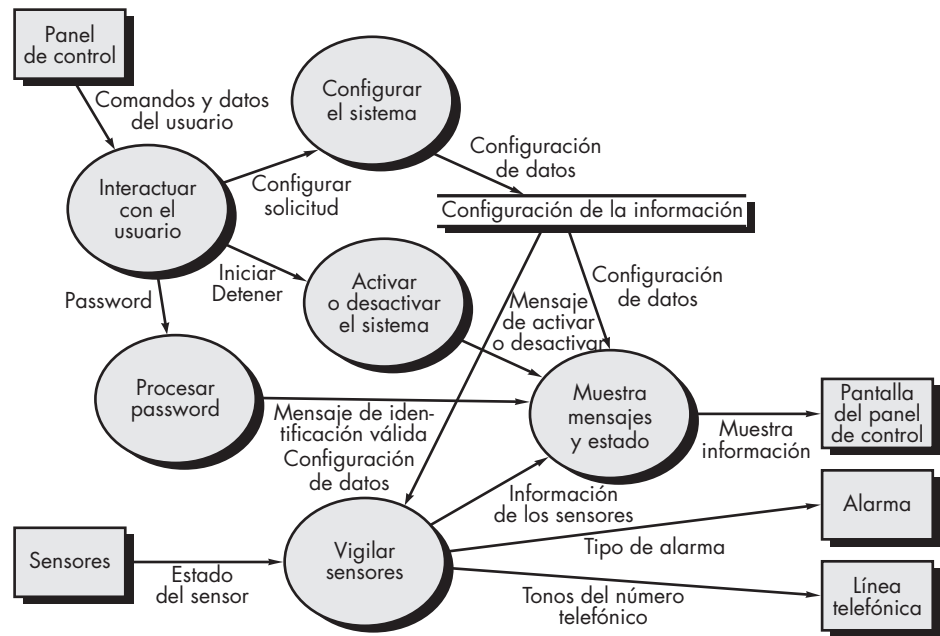 Panel
de control
Comandos y datos
del usuario
Configurar
el sistema
Configuración
de datos
Interactuar
con el
usuario
Configurar
solicitud
Configuración de la información
Iniciar
Detener
Activar
o desactivar
el sistema
Mensaje
de activar
o desactivar
Configuración
de datos
Password
Procesar
password
Mensaje de iden-
tificación válida
Configuración
de datos
Muestra
mensajes
y estado
Muestra
información
Pantalla
del panel
de control
Información
de los sensores
Alarma
Sensores
Estado
del sensor
Vigilar
sensores
Tipo de alarma
Tonos del número
telefónico
Línea
telefónica